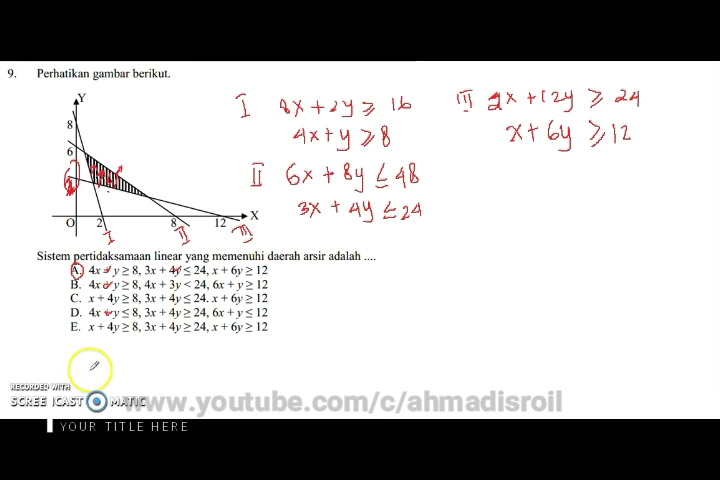 9. Perhatikan gambar berikut.
Y
8
6
2
O 2 8 12 X
I II III
I 8x + 2y ≥ 16
4x + y ≥ 8
II 6x + 8y ≤ 48
3x + 4y ≤ 24
III 2x + 12y ≥ 24
x + 6y ≥ 12
Sistem pertidaksamaan linear yang memenuhi daerah arsir adalah ....
A. 4x + y ≥ 8, 3x + 4y ≤ 24, x + 6y ≥ 12
B. 4x + y ≥ 8, 4x + 3y < 24, 6x + y ≥ 12
C. x + 4y ≥ 8, 3x + 4y ≤ 24. x + 6y ≥ 12
D. 4x + y ≤ 8, 3x + 4y ≥ 24, 6x + y ≤ 12
E. x + 4y ≥ 8, 3x + 4y ≥ 24, x + 6y ≥ 12
RECORDED WITH
SCREENCAST MATIC
www.youtube.com/c/ahmadisroil
YOUR TITLE HERE